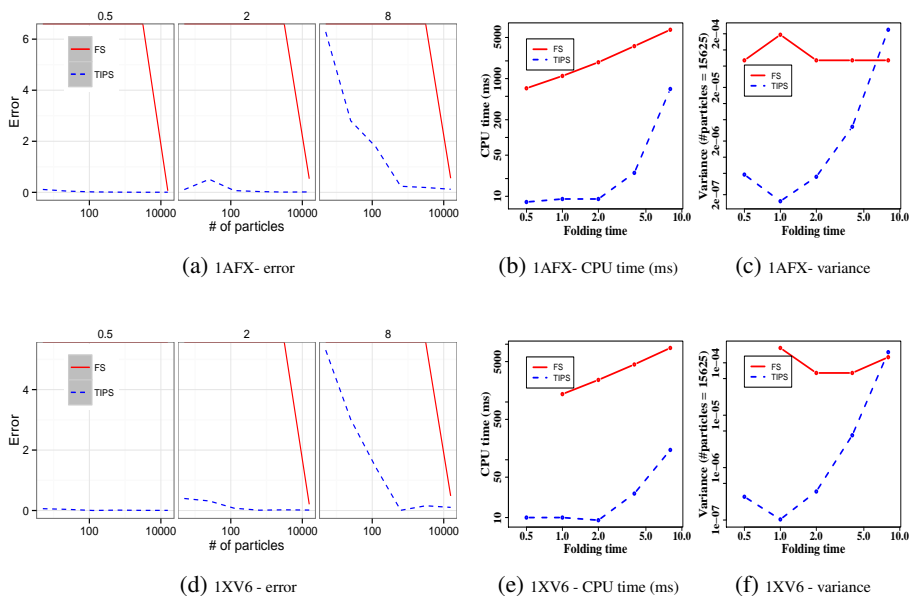 0.5 2 8
6
4
2
0
Error
FS
TIPS
100 10000 100 10000 100 10000
# of particles
(a) 1AFX- error
CPU time (ms)
5000
1000
200
50
10
FS
TIPS
0.5 1.0 2.0 5.0 10.0
Folding time
(b) 1AFX- CPU time (ms)
Variance (#particles = 15625)
2e−04
2e−05
2e−06
2e−07
FS
TIPS
0.5 1.0 2.0 5.0 10.0
Folding time
(c) 1AFX- variance
0.5 2 8
4
2
0
Error
FS
TIPS
100 10000 100 10000 100 10000
# of particles
(d) 1XV6 - error
CPU time (ms)
5000
500
50
10
FS
TIPS
0.5 1.0 2.0 5.0 10.0
Folding time
(e) 1XV6 - CPU time (ms)
Variance (#particles = 15625)
1e−04
1e−05
1e−06
1e−07
FS
TIPS
0.5 1.0 2.0 5.0 10.0
Folding time
(f) 1XV6 - variance